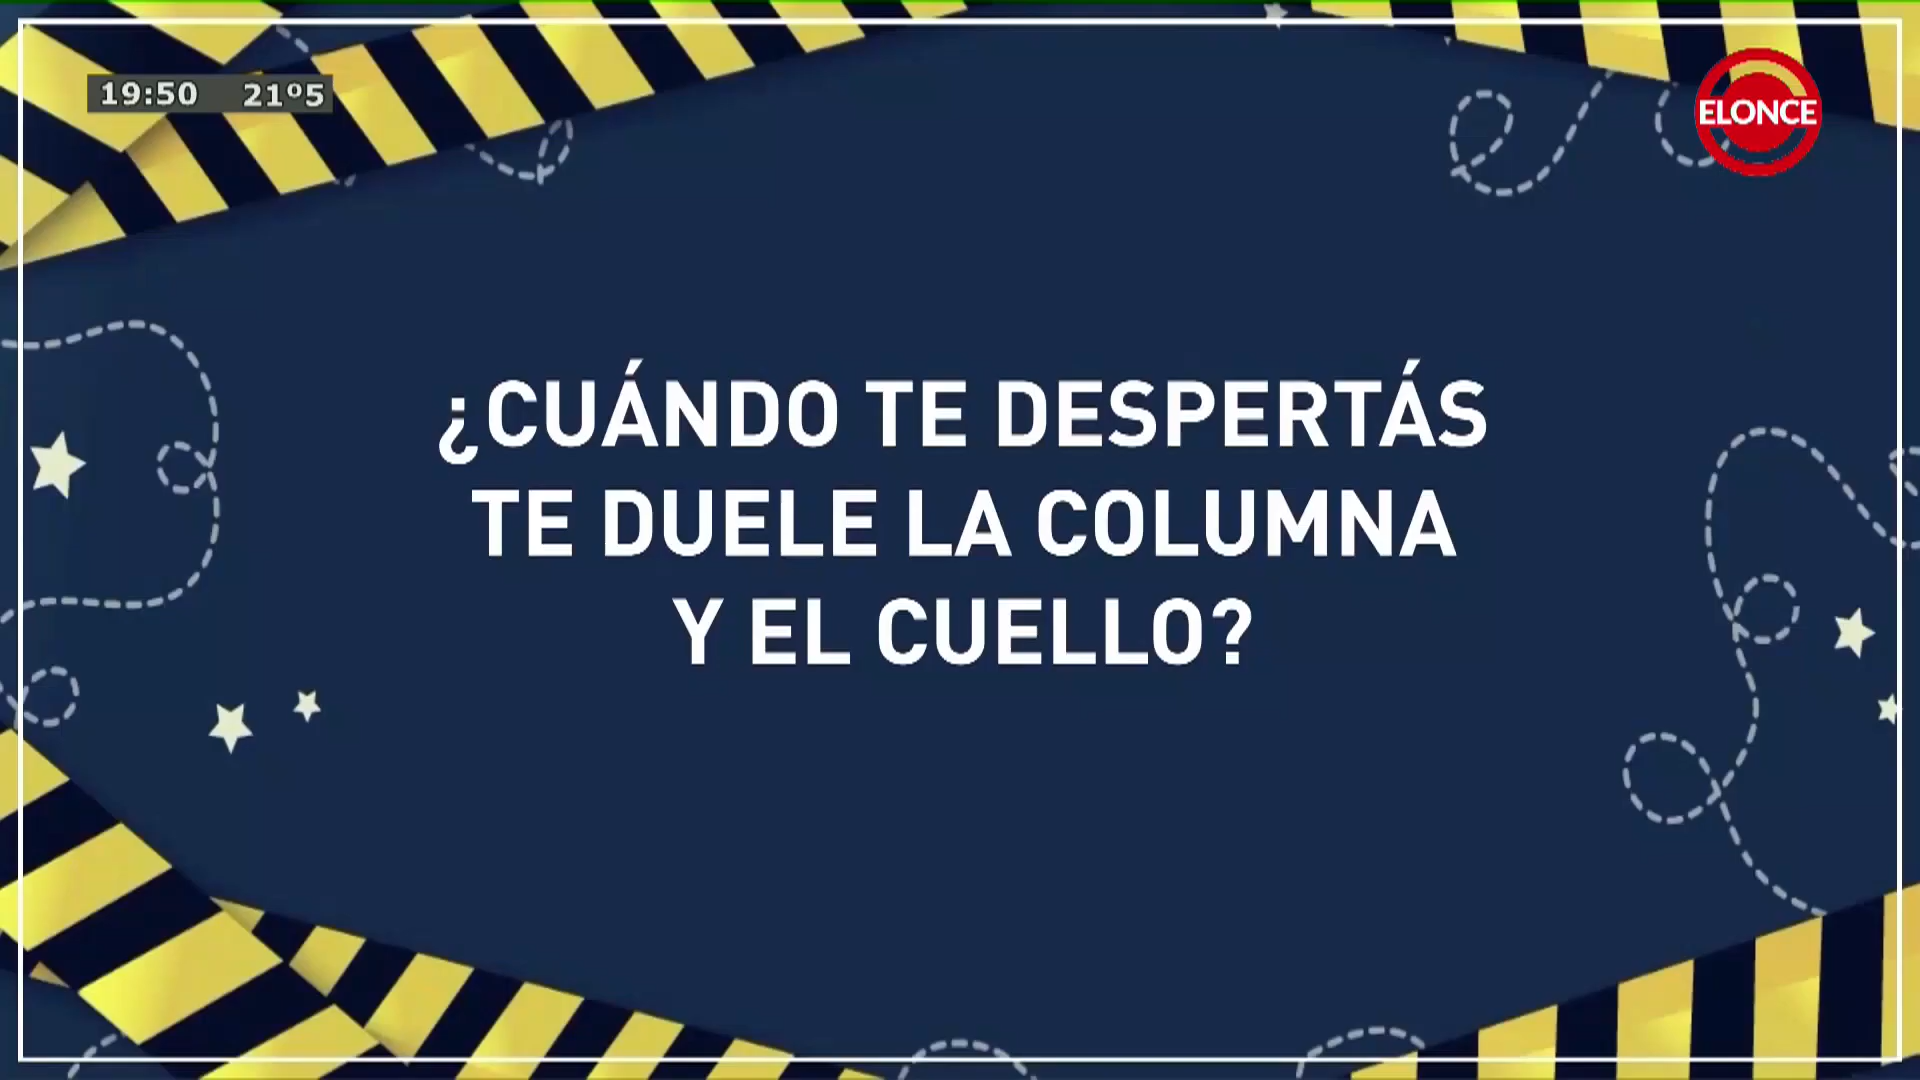 19:50 21º5
ELONCE
¿CUÁNDO TE DESPERTÁS
TE DUELE LA COLUMNA
Y EL CUELLO?